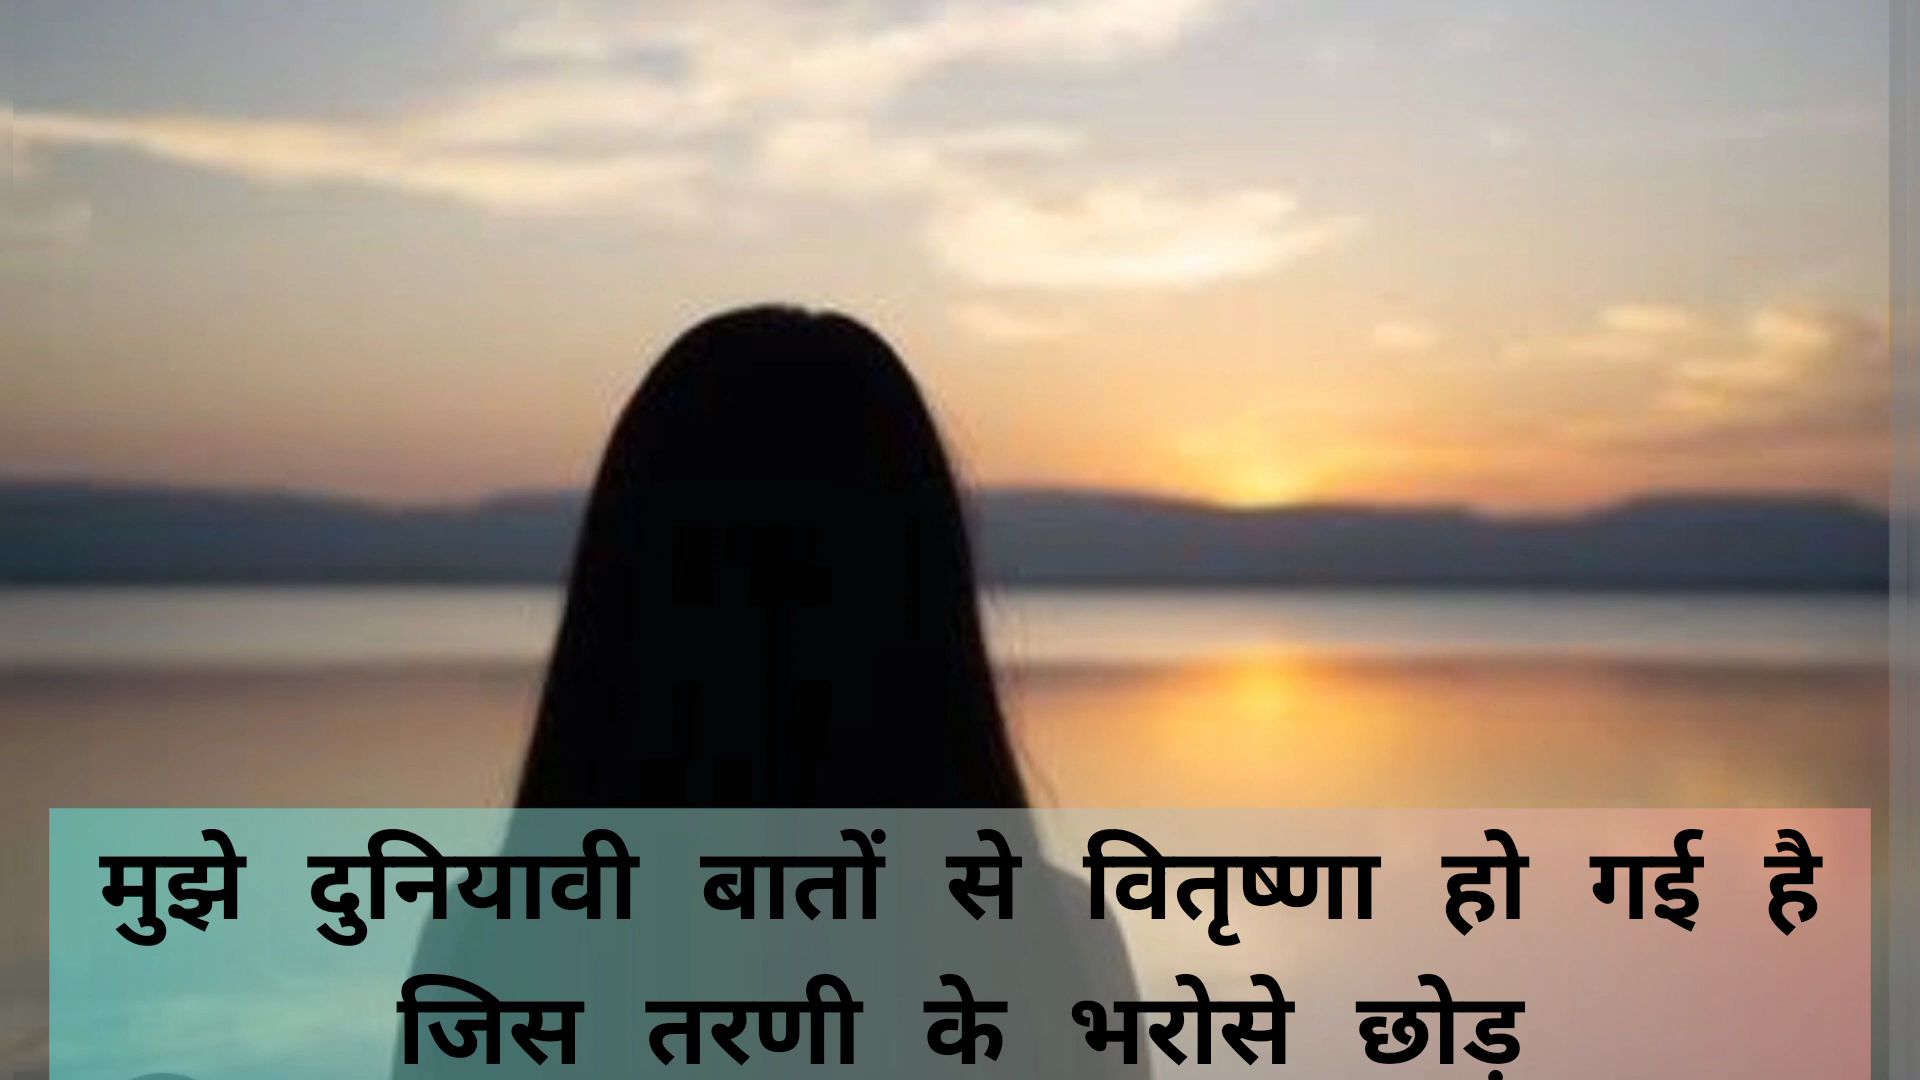 मुझे दुनियावी बातों से वितृष्णा हो गई है
जिस तरणी के भरोसे छोड़